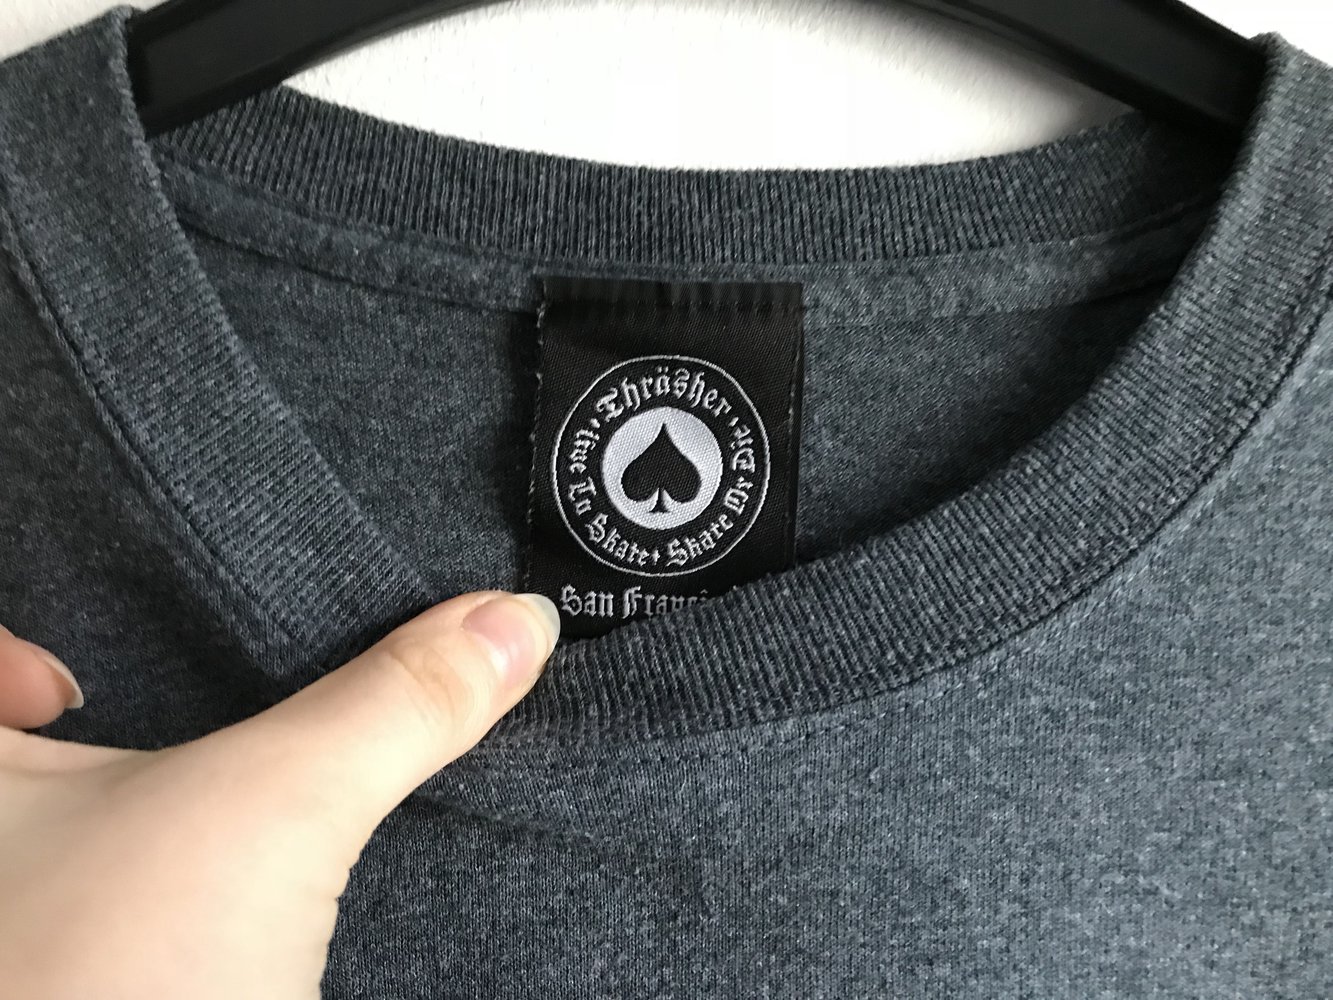 Thräsher
Live To Skate • Skate Or Die
San